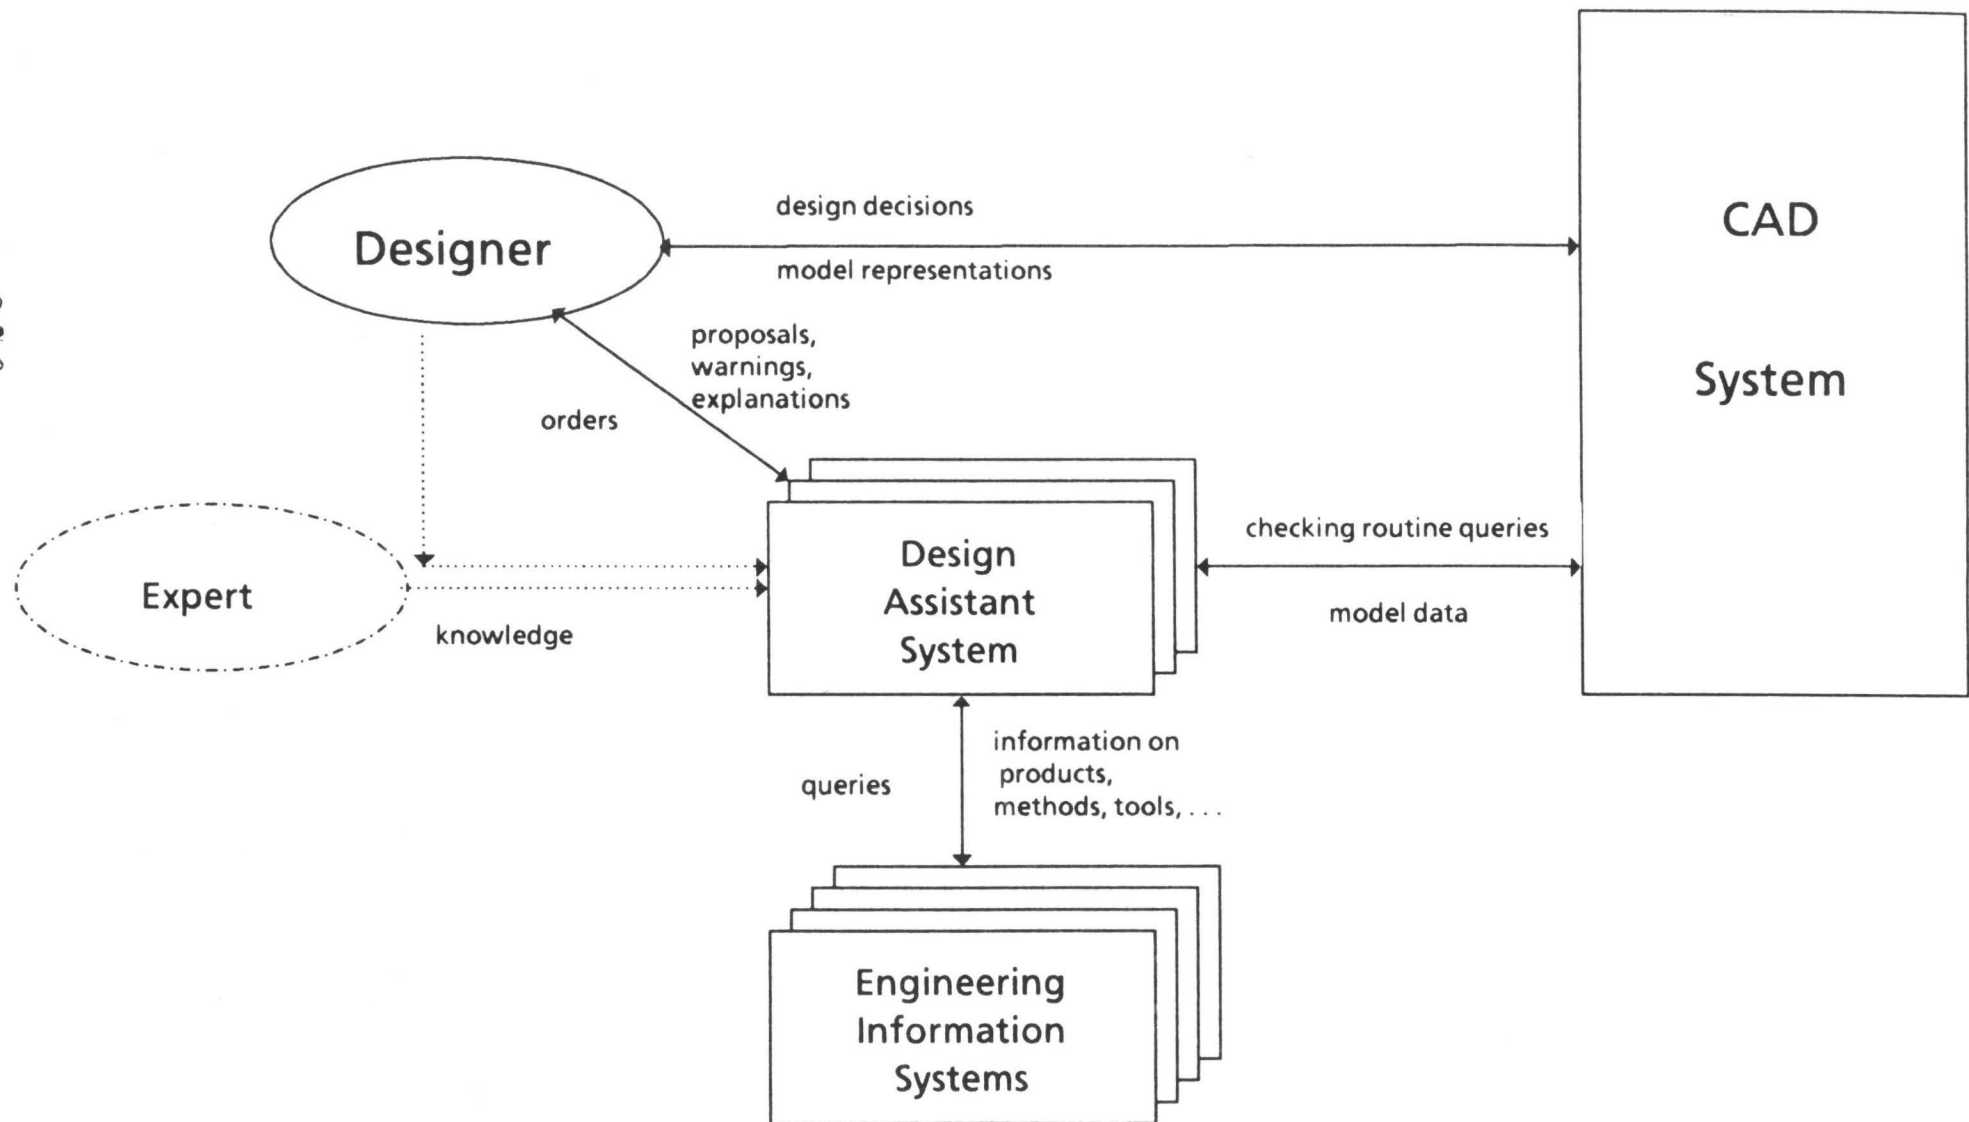 design decisions
CAD
Designer
model representations
proposals,
warnings,
explanations
System
orders
checking routine queries
Design
Expert
Assistant
model data
knowledge
System
information on
products,
queries
methods, tools, . . .
Engineering
Information
Systems